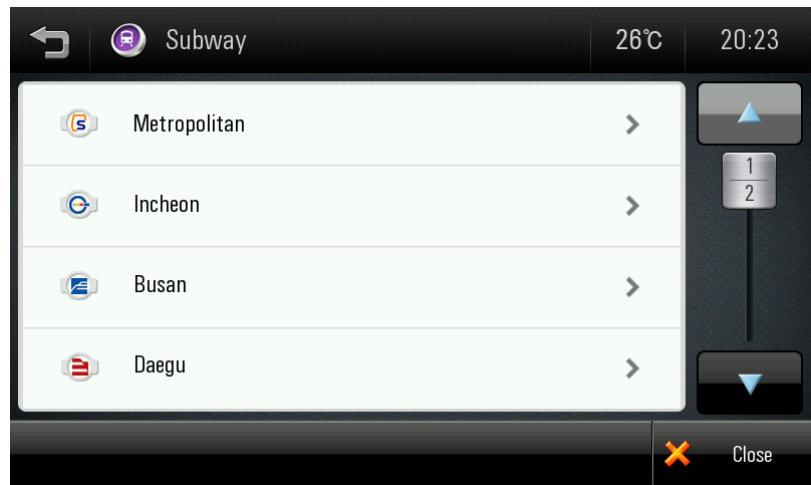 Subway 26℃ 20:23
Metropolitan
1
2
Incheon
Busan
Daegu
Close